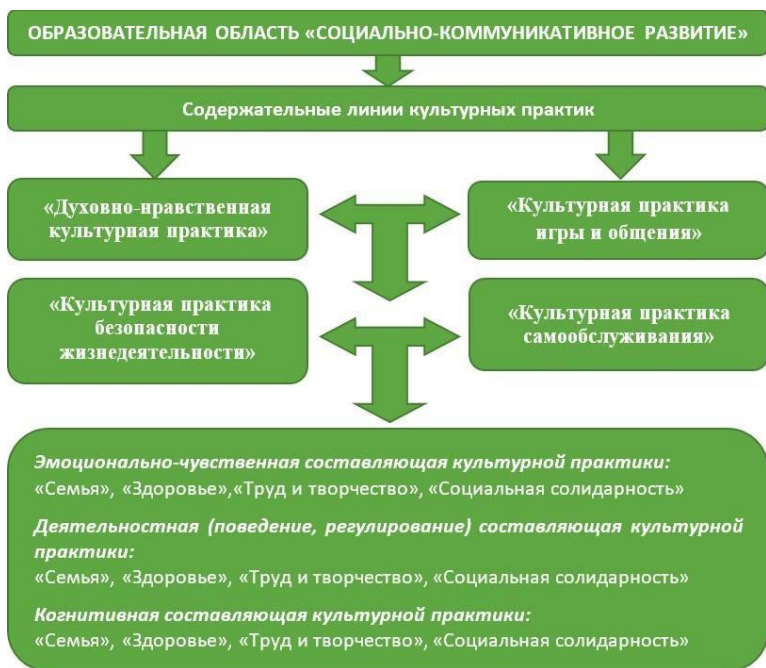 ОБРАЗОВАТЕЛЬНАЯ ОБЛАСТЬ «СОЦИАЛЬНО-КОММУНИКАТИВНОЕ РАЗВИТИЕ»
Содержательные линии культурных практик
«Духовно-нравственная
культурная практика»
«Культурная практика
игры и общения»
«Культурная практика
безопасности
жизнедеятельности»
«Культурная практика
самообслуживания»
Эмоционально-чувственная составляющая культурной практики:
«Семья», «Здоровье»,«Труд и творчество», «Социальная солидарность»
Деятельностная (поведение, регулирование) составляющая культурной
практики:
«Семья», «Здоровье», «Труд и творчество», «Социальная солидарность»
Когнитивная составляющая культурной практики:
«Семья», «Здоровье», «Труд и творчество», «Социальная солидарность»